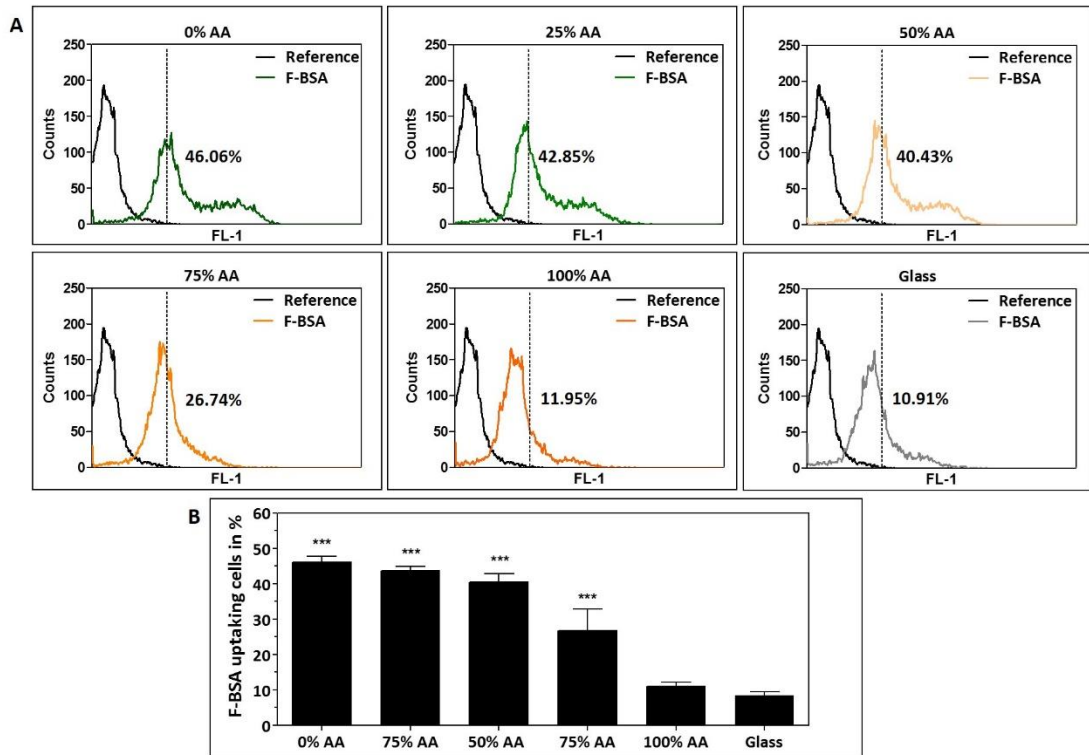 A
0% AA
250
200
150
100
50
0
Counts
Reference
F-BSA
46.06%
FL-1
25% AA
250
200
150
100
50
0
Counts
Reference
F-BSA
42.85%
FL-1
50% AA
250
200
150
100
50
0
Counts
Reference
F-BSA
40.43%
FL-1
75% AA
250
200
150
100
50
0
Counts
Reference
F-BSA
26.74%
FL-1
100% AA
250
200
150
100
50
0
Counts
Reference
F-BSA
11.95%
FL-1
Glass
250
200
150
100
50
0
Counts
Reference
F-BSA
10.91%
FL-1
B
60
50
40
30
20
10
0
F-BSA uptaking cells in %
*** *** *** ***
0% AA 75% AA 50% AA 75% AA 100% AA Glass